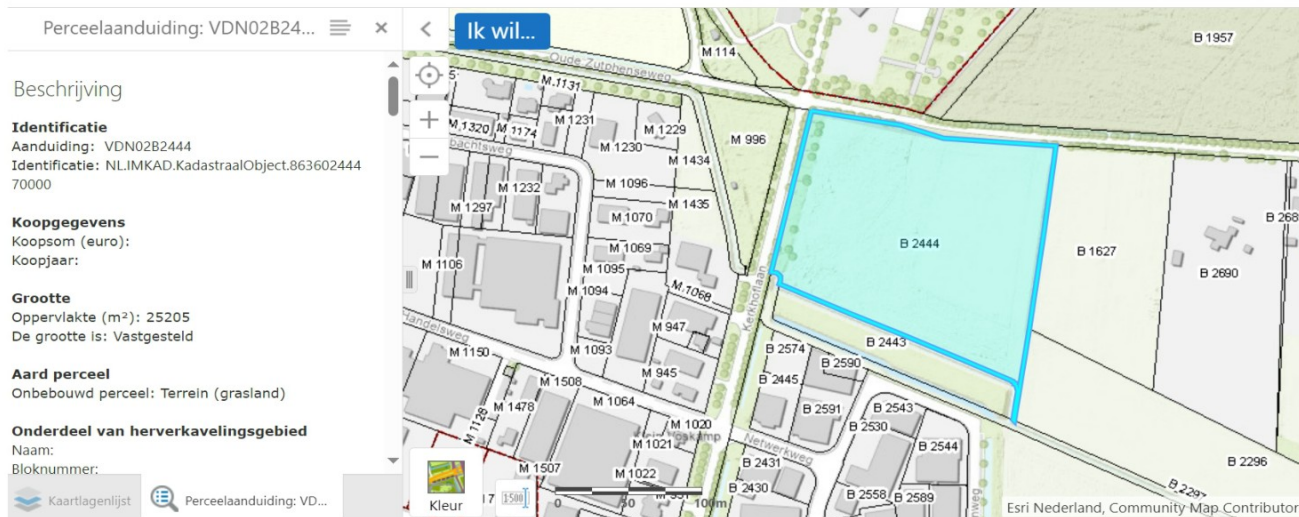 Perceelaanduiding: VDN02B24...
Beschrijving
Identificatie
Aanduiding: VDN02B2444
Identificatie: NL.IMKAD.KadastraalObject.863602444
70000
Koopgegevens
Koopsom (euro):
Koopjaar:
Grootte
Oppervlakte (m²): 25205
De grootte is: Vastgesteld
Aard perceel
Onbebouwd perceel: Terrein (grasland)
Onderdeel van herverkavelingsgebied
Naam:
Bloknummer:
Kaartlagenlijst
Perceelaanduiding: VD...
Ik wil...
M 114
B 1957
Oude Zutphenseweg
M 1131
M 1231
M 1320
M 1174
M 1229
M 996
M 1230
M 1434
M 1232
M 1096
M 1297
M 1435
M 1070
B 2444
B 1627
B 2690
M 1069
M 1106
M 1095
M 1094
M 1068
Kerkhoflaan
Handelsweg
M 947
M 1150
M 1093
B 2443
B 2574
B 2590
M 945
B 2445
M 1508
M 1064
M 1478
M 1128
B 2591
B 2543
M 1020
B 2530
M 1021
Netwerkweg
B 2544
M 1507
M 1022
B 2431
B 2296
B 2430
B 2558
B 2589
B 2297
Kleur
1:500
0 50 100m
Esri Nederland, Community Map Contributor